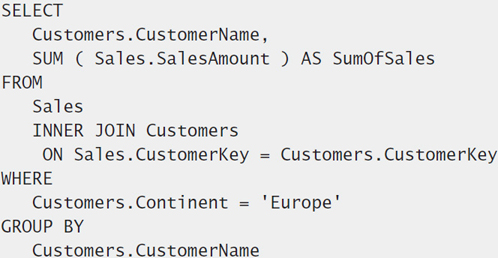 SELECT
Customers.CustomerName,
SUM ( Sales.SalesAmount ) AS SumOfSales
FROM
Sales
INNER JOIN Customers
ON Sales.CustomerKey = Customers.CustomerKey
WHERE
Customers.Continent = 'Europe'
GROUP BY
Customers.CustomerName